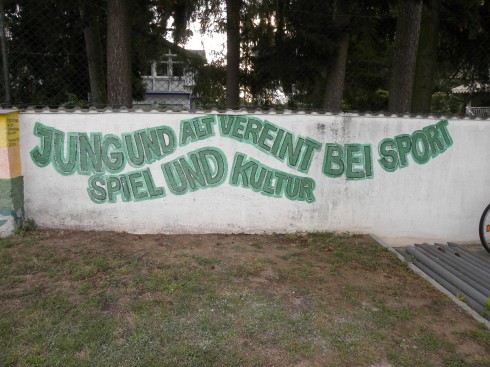 JUNG UND ALT VEREINT BEI SPORT
SPIEL UND KULTUR